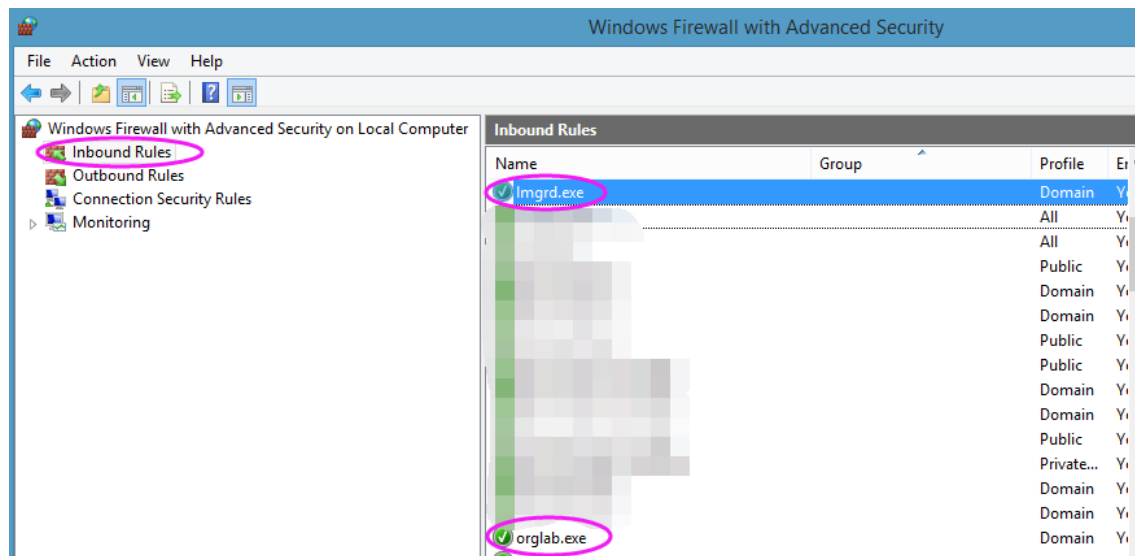 Windows Firewall with Advanced Security
File Action View Help
Windows Firewall with Advanced Security on Local Computer
Inbound Rules
Outbound Rules
Connection Security Rules
Monitoring
Inbound Rules
Name Group Profile
lmgrd.exe Domain
All
All
Public
Domain
Domain
Public
Public
Domain
Domain
Public
Private...
Domain
Domain
orglab.exe Domain